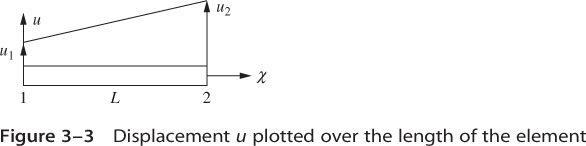 u
u2
u1
χ
1 L 2
Figure 3–3 Displacement u plotted over the length of the element